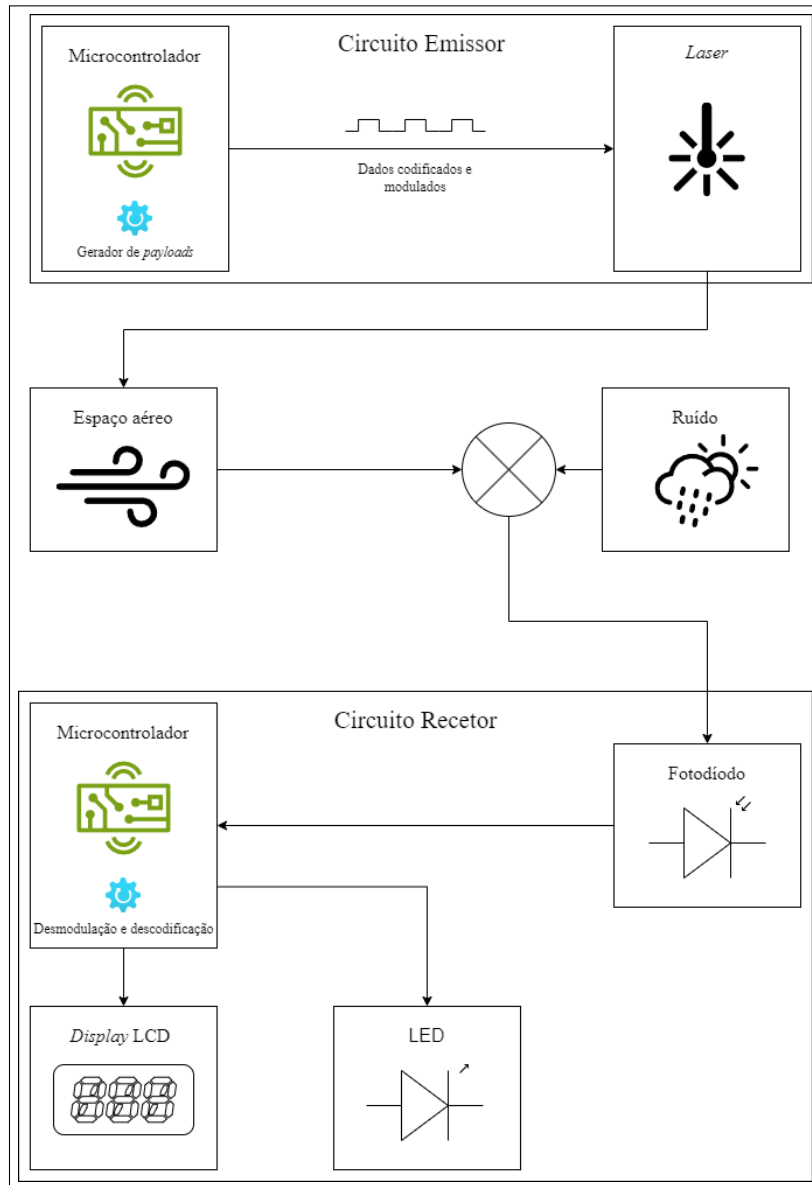 Circuito Emissor
Microcontrolador
Gerador de payloads
Dados codificados e
modulados
Laser
Espaço aéreo
Ruído
Circuito Recetor
Microcontrolador
Desmodulação e descodificação
Fotodíodo
Display LCD
LED